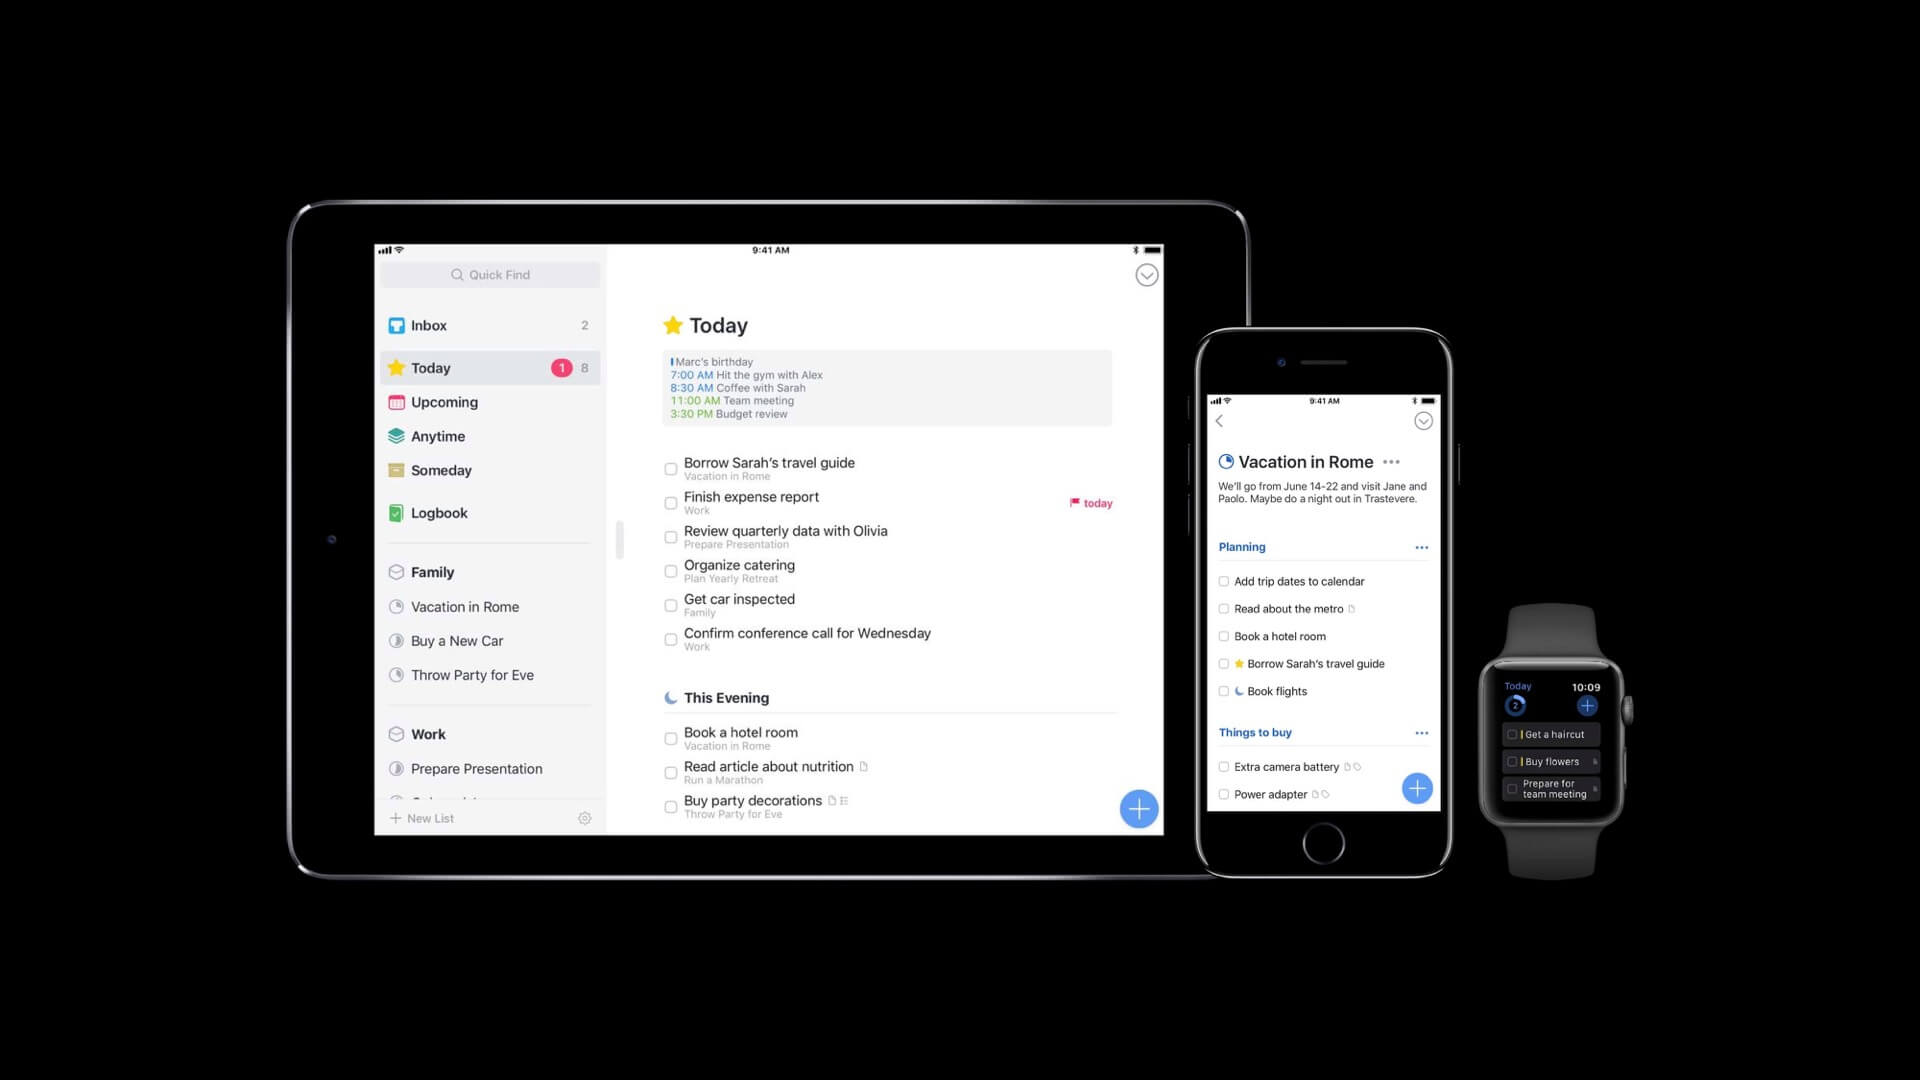 9:41 AM
Quick Find
Inbox 2
Today 1 8
Upcoming
Anytime
Someday
Logbook
Family
Vacation in Rome
Buy a New Car
Throw Party for Eve
Work
Prepare Presentation
New List
Today
Marc's birthday
7:00 AM Hit the gym with Alex
8:30 AM Coffee with Sarah
11:00 AM Team meeting
3:30 PM Budget review
Borrow Sarah's travel guide
Vacation in Rome
Finish expense report
Work
today
Review quarterly data with Olivia
Prepare Presentation
Organize catering
Plan Yearly Retreat
Get car inspected
Family
Confirm conference call for Wednesday
Work
This Evening
Book a hotel room
Vacation in Rome
Read article about nutrition
Run a Marathon
Buy party decorations
Throw Party for Eve
9:41 AM
Vacation in Rome
We'll go from June 14-22 and visit Jane and
Paolo. Maybe do a night out in Trastevere.
Planning
Add trip dates to calendar
Read about the metro
Book a hotel room
Borrow Sarah's travel guide
Book flights
Things to buy
Extra camera battery
Power adapter
Today 10:09
2
Get a haircut
Buy flowers
Prepare for
team meeting